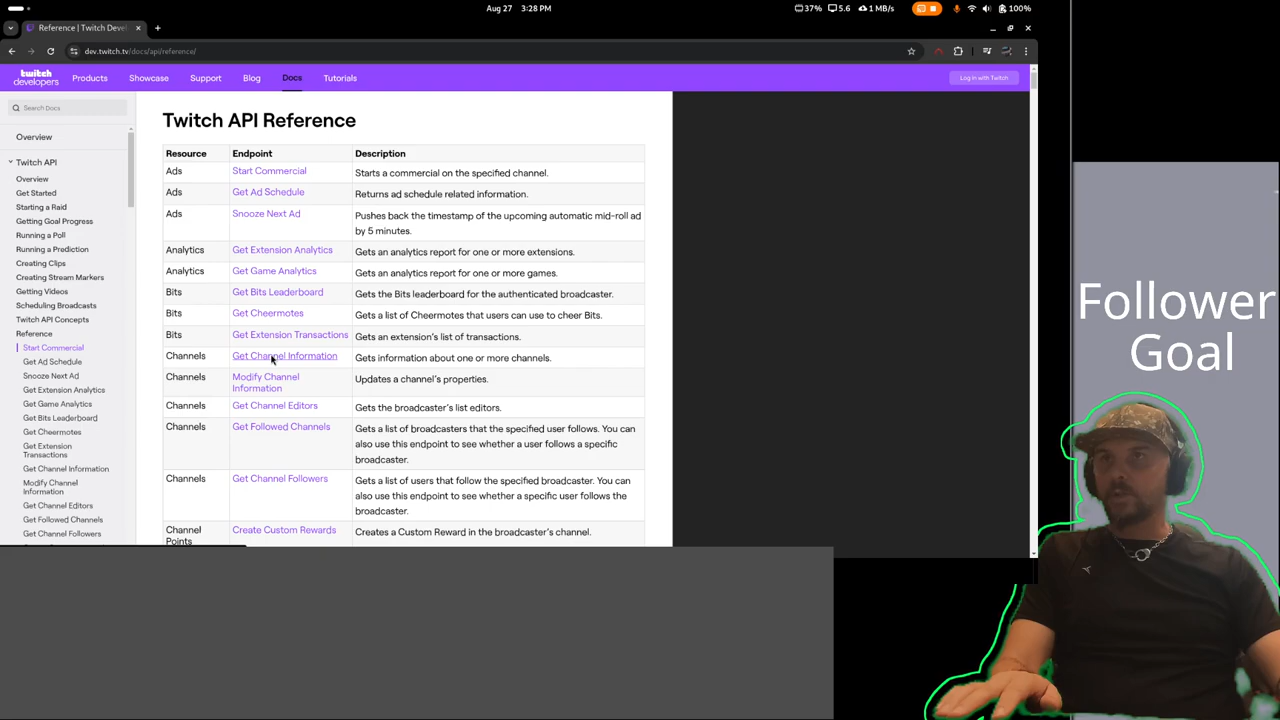 Aug 27 3:28 PM
37% 5.6 1 MB/s 100%
Reference | Twitch Devel
dev.twitch.tv/docs/api/reference/
twitch
developers
Products Showcase Support Blog Docs Tutorials
Log in with Twitch
Search Docs
Overview
Twitch API
Overview
Get Started
Starting a Raid
Getting Goal Progress
Running a Poll
Running a Prediction
Creating Clips
Creating Stream Markers
Getting Videos
Scheduling Broadcasts
Twitch API Concepts
Reference
Start Commercial
Get Ad Schedule
Snooze Next Ad
Get Extension Analytics
Get Game Analytics
Get Bits Leaderboard
Get Cheermotes
Get Extension
Transactions
Get Channel Information
Modify Channel
Information
Get Channel Editors
Get Followed Channels
Get Channel Followers
Twitch API Reference
Resource Endpoint Description
Ads Start Commercial Starts a commercial on the specified channel.
Ads Get Ad Schedule Returns ad schedule related information.
Ads Snooze Next Ad Pushes back the timestamp of the upcoming automatic mid-roll ad
by 5 minutes.
Analytics Get Extension Analytics Gets an analytics report for one or more extensions.
Analytics Get Game Analytics Gets an analytics report for one or more games.
Bits Get Bits Leaderboard Gets the Bits leaderboard for the authenticated broadcaster.
Bits Get Cheermotes Gets a list of Cheermotes that users can use to cheer Bits.
Bits Get Extension Transactions Gets an extension's list of transactions.
Channels Get Channel Information Gets information about one or more channels.
Channels Modify Channel Updates a channel's properties.
Information
Channels Get Channel Editors Gets the broadcaster's list editors.
Channels Get Followed Channels Gets a list of broadcasters that the specified user follows. You can
also use this endpoint to see whether a user follows a specific
broadcaster.
Channels Get Channel Followers Gets a list of users that follow the specified broadcaster. You can
also use this endpoint to see whether a specific user follows the
broadcaster.
Channel Create Custom Rewards Creates a Custom Reward in the broadcaster's channel.
Points
Follower
Goal